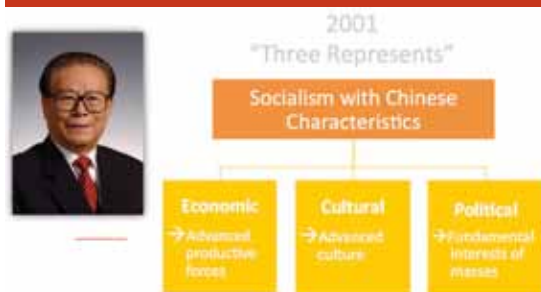 2001
“Three Represents”
Socialism with Chinese
Characteristics
Economic
→Advanced
productive
forces
Cultural
→Advanced
culture
Political
→Fundamental
interests of
masses